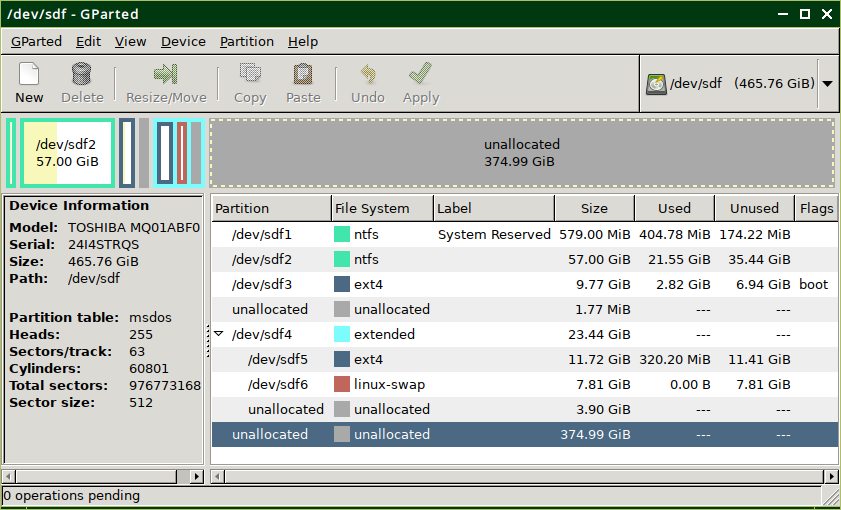 /dev/sdf - GParted
GParted Edit View Device Partition Help
New Delete Resize/Move Copy Paste Undo Apply /dev/sdf (465.76 GiB)
/dev/sdf2
57.00 GiB
unallocated
374.99 GiB
Device Information
Model: TOSHIBA MQ01ABF0
Serial: 24I4STRQS
Size: 465.76 GiB
Path: /dev/sdf
Partition table: msdos
Heads: 255
Sectors/track: 63
Cylinders: 60801
Total sectors: 976773168
Sector size: 512
Partition File System Label Size Used Unused Flags
/dev/sdf1 ntfs System Reserved 579.00 MiB 404.78 MiB 174.22 MiB
/dev/sdf2 ntfs 57.00 GiB 21.55 GiB 35.44 GiB
/dev/sdf3 ext4 9.77 GiB 2.82 GiB 6.94 GiB boot
unallocated unallocated 1.77 MiB --- ---
/dev/sdf4 extended 23.44 GiB --- ---
/dev/sdf5 ext4 11.72 GiB 320.20 MiB 11.41 GiB
/dev/sdf6 linux-swap 7.81 GiB 0.00 B 7.81 GiB
unallocated unallocated 3.90 GiB --- ---
unallocated unallocated 374.99 GiB --- ---
0 operations pending